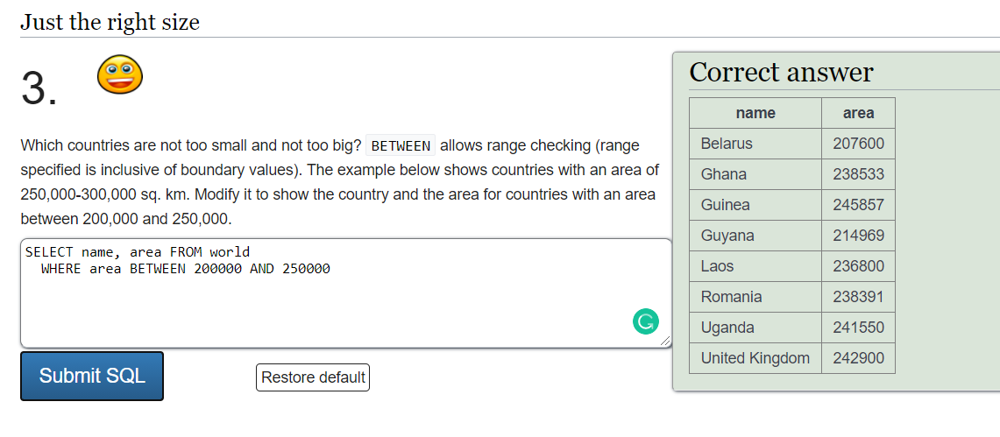 Just the right size
3.
Which countries are not too small and not too big? BETWEEN allows range checking (range
specified is inclusive of boundary values). The example below shows countries with an area of
250,000-300,000 sq. km. Modify it to show the country and the area for countries with an area
between 200,000 and 250,000.
SELECT name, area FROM world
WHERE area BETWEEN 200000 AND 250000
Submit SQL
Restore default
Correct answer
name area
Belarus 207600
Ghana 238533
Guinea 245857
Guyana 214969
Laos 236800
Romania 238391
Uganda 241550
United Kingdom 242900